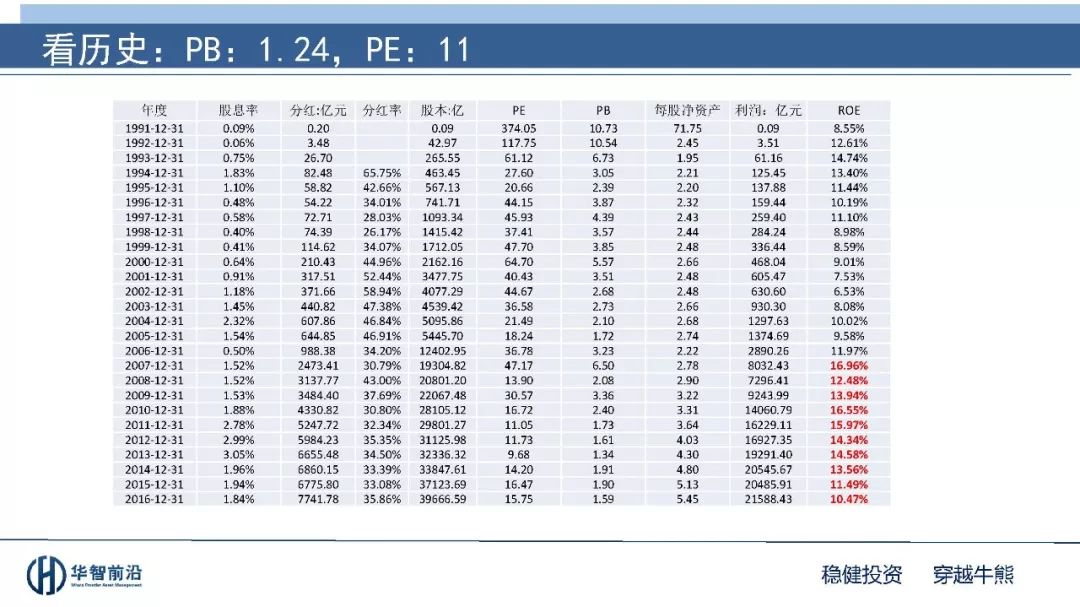 看历史：PB：1.24，PE：11
年度 股息率 分红:亿元 分红率 股本:亿 PE PB 每股净资产 利润：亿元 ROE
1991-12-31 0.09% 0.20 0.09 374.05 10.73 71.75 0.09 8.55%
1992-12-31 0.06% 3.48 42.97 117.75 10.54 2.45 3.51 12.61%
1993-12-31 0.75% 26.70 265.55 61.12 6.73 1.95 61.16 14.74%
1994-12-31 1.83% 82.48 65.75% 463.45 27.60 3.05 2.21 125.45 13.40%
1995-12-31 1.10% 58.82 42.66% 567.13 20.66 2.39 2.20 137.88 11.44%
1996-12-31 0.48% 54.22 34.01% 741.71 44.15 3.87 2.32 159.44 10.19%
1997-12-31 0.58% 72.71 28.03% 1093.34 45.93 4.39 2.43 259.40 11.10%
1998-12-31 0.40% 74.39 26.17% 1415.42 37.41 3.57 2.44 284.24 8.98%
1999-12-31 0.41% 114.62 34.07% 1712.05 47.70 3.85 2.48 336.44 8.59%
2000-12-31 0.64% 210.43 44.96% 2162.16 64.70 5.57 2.66 468.04 9.01%
2001-12-31 0.91% 317.51 52.44% 3477.75 40.43 3.51 2.48 605.47 7.53%
2002-12-31 1.18% 371.66 58.94% 4077.29 44.67 2.68 2.48 630.60 6.53%
2003-12-31 1.45% 440.82 47.38% 4539.42 36.58 2.73 2.66 930.30 8.08%
2004-12-31 2.32% 607.86 46.84% 5095.86 21.49 2.10 2.68 1297.63 10.02%
2005-12-31 1.54% 644.85 46.91% 5445.70 18.24 1.72 2.74 1374.69 9.58%
2006-12-31 0.50% 988.38 34.20% 12402.95 36.78 3.23 2.22 2890.26 11.97%
2007-12-31 1.52% 2473.41 30.79% 19304.82 47.17 6.50 2.78 8032.43 16.96%
2008-12-31 1.52% 3137.77 43.00% 20801.20 13.90 2.08 2.90 7296.41 12.48%
2009-12-31 1.53% 3484.40 37.69% 22067.48 30.57 3.36 3.22 9243.99 13.94%
2010-12-31 1.88% 4330.82 30.80% 28105.12 16.72 2.40 3.31 14060.79 16.55%
2011-12-31 2.78% 5247.72 32.34% 29801.27 11.05 1.73 3.64 16229.11 15.97%
2012-12-31 2.99% 5984.23 35.35% 31125.98 11.73 1.61 4.03 16927.35 14.34%
2013-12-31 3.05% 6655.48 34.50% 32336.32 9.68 1.34 4.30 19291.40 14.58%
2014-12-31 1.96% 6860.15 33.39% 33847.61 14.20 1.91 4.80 20545.67 13.56%
2015-12-31 1.94% 6775.80 33.08% 37123.69 16.47 1.90 5.13 20485.91 11.49%
2016-12-31 1.84% 7741.78 35.86% 39666.59 15.75 1.59 5.45 21588.43 10.47%
华智前沿
稳健投资 穿越牛熊